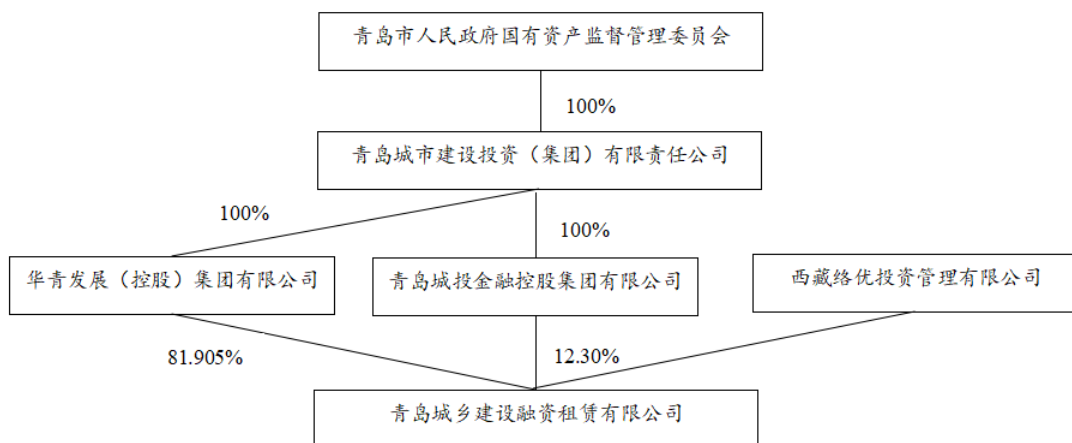 青岛市人民政府国有资产监督管理委员会
100%
青岛城市建设投资（集团）有限责任公司
100%
100%
华青发展（控股）集团有限公司
青岛城投金融控股集团有限公司
西藏络优投资管理有限公司
81.905%
12.30%
青岛城乡建设融资租赁有限公司